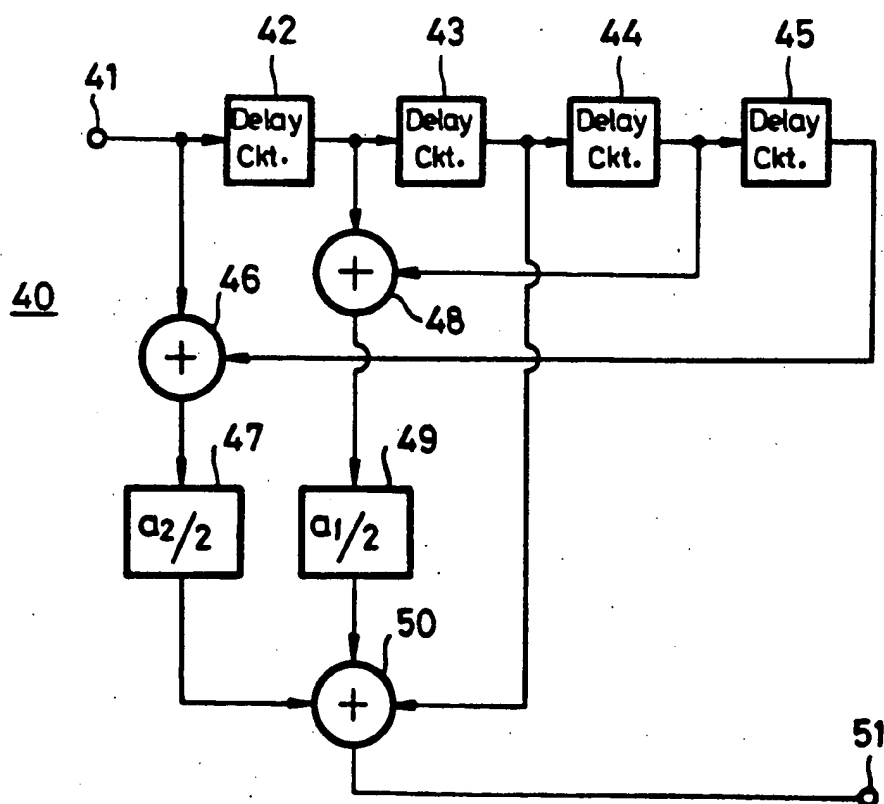 42
43
44
45
41
Delay
Ckt.
Delay
Ckt.
Delay
Ckt.
Delay
Ckt.
+
40
46
48
+
47
49
a2/2
a1/2
50
+
51